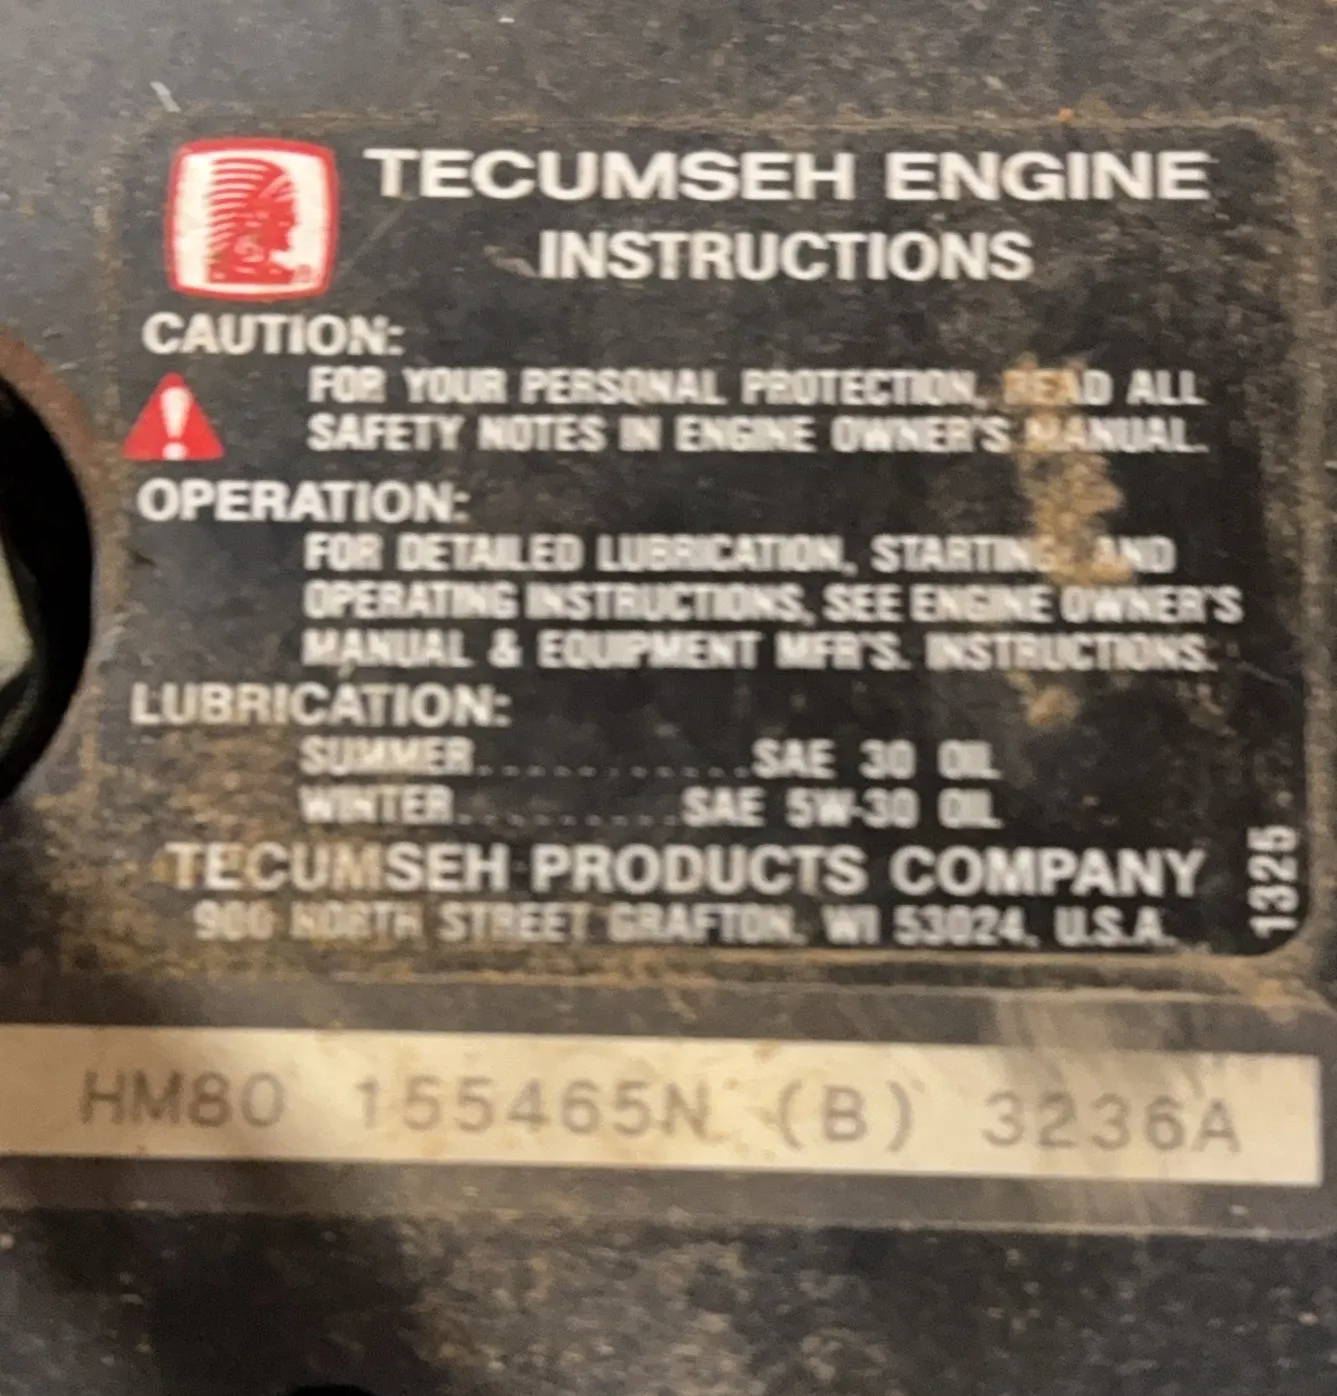 TECUMSEH ENGINE
INSTRUCTIONS
CAUTION:
FOR YOUR PERSONAL PROTECTION, READ ALL
SAFETY NOTES IN ENGINE OWNER'S MANUAL.
OPERATION:
FOR DETAILED LUBRICATION, STARTING, AND
OPERATING INSTRUCTIONS, SEE ENGINE OWNER'S
MANUAL & EQUIPMENT MFR'S. INSTRUCTIONS.
LUBRICATION:
SUMMER............SAE 30 OIL
WINTER.........SAE 5W-30 OIL
TECUMSEH PRODUCTS COMPANY
900 NORTH STREET GRAFTON, WI 53024, U.S.A.
1325
HM80 155465N (B) 3236A